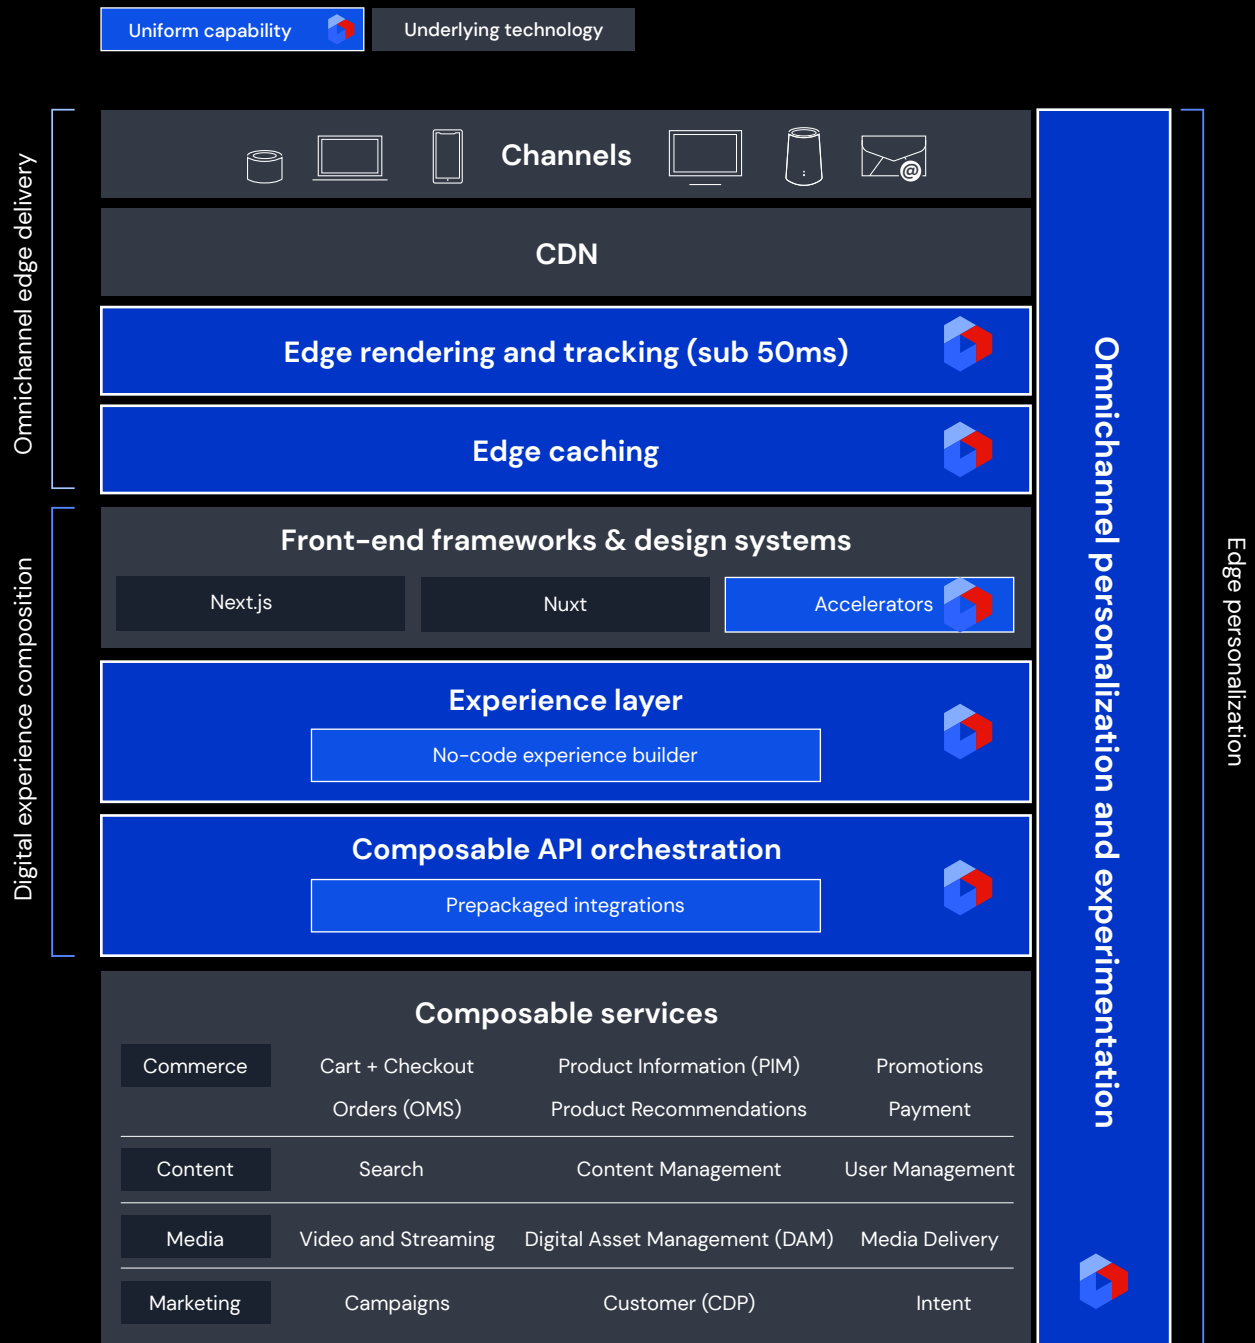 Uniform capability
Underlying technology
Omnichannel edge delivery
Channels
@
CDN
Edge rendering and tracking (sub 50ms)
Edge caching
Digital experience composition
Front-end frameworks & design systems
Next.js
Nuxt
Accelerators
Experience layer
No-code experience builder
Composable API orchestration
Prepackaged integrations
Composable services
Commerce
Cart + Checkout
Product Information (PIM)
Promotions
Orders (OMS)
Product Recommendations
Payment
Content
Search
Content Management
User Management
Media
Video and Streaming
Digital Asset Management (DAM)
Media Delivery
Marketing
Campaigns
Customer (CDP)
Intent
Omnichannel personalization and experimentation
Edge personalization